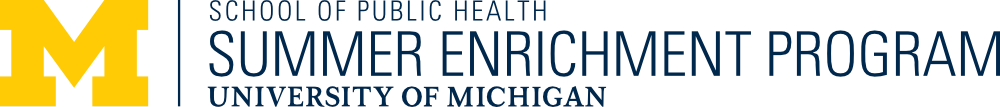 M
SCHOOL OF PUBLIC HEALTH
SUMMER ENRICHMENT PROGRAM
UNIVERSITY OF MICHIGAN